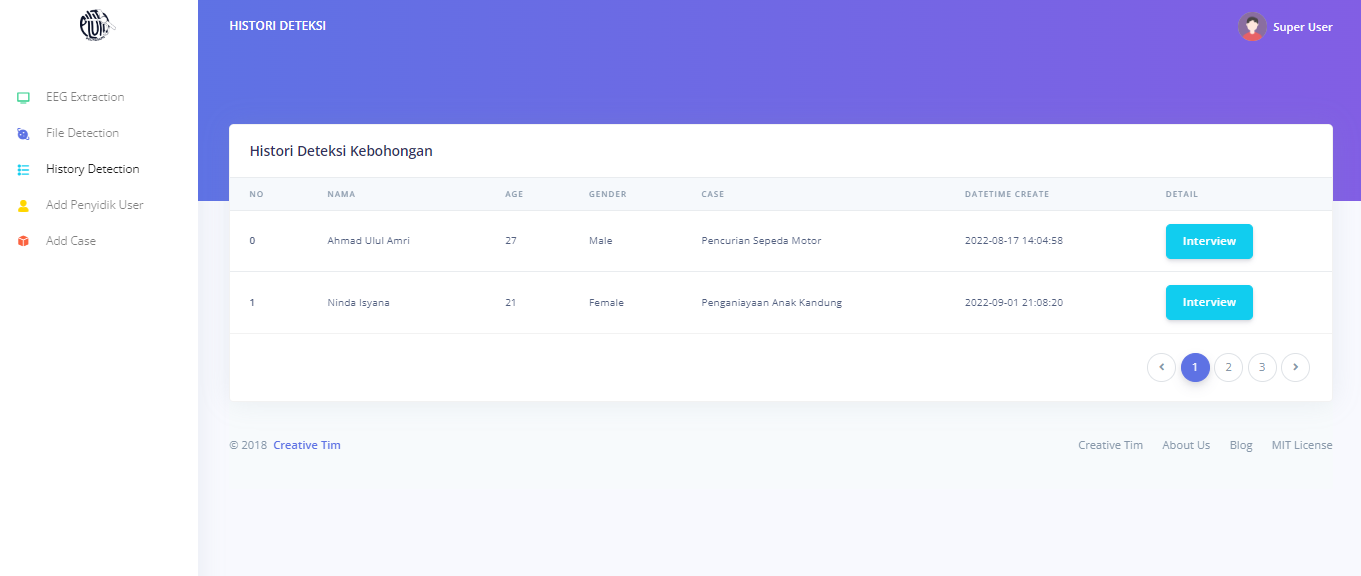 HISTORI DETEKSI
Super User
EEG Extraction
File Detection
History Detection
Add Penyidik User
Add Case
Histori Deteksi Kebohongan
NO NAMA AGE GENDER CASE DATETIME CREATE DETAIL
0 Ahmad Ulul Amri 27 Male Pencurian Sepeda Motor 2022-08-17 14:04:58 Interview
1 Ninda Isyana 21 Female Penganiayaan Anak Kandung 2022-09-01 21:08:20 Interview
1 2 3
© 2018 Creative Tim
Creative Tim About Us Blog MIT License